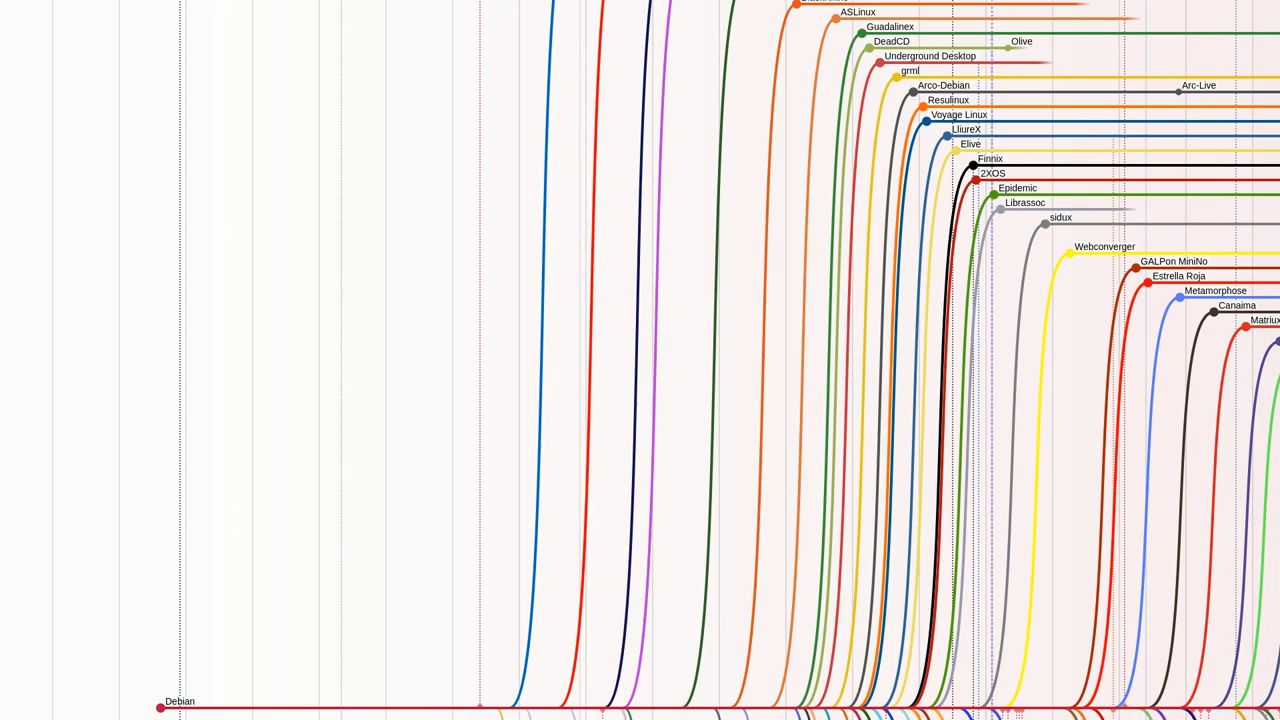 ASLinux
Guadalinex
DeadCD
Olive
Underground Desktop
grml
Arco-Debian
Arc-Live
Resulinux
Voyage Linux
LliureX
Elive
Finnix
2XOS
Epidemic
Librassoc
sidux
Webconverger
GALPon MiniNo
Estrella Roja
Metamorphose
Canaima
Matriux
Debian